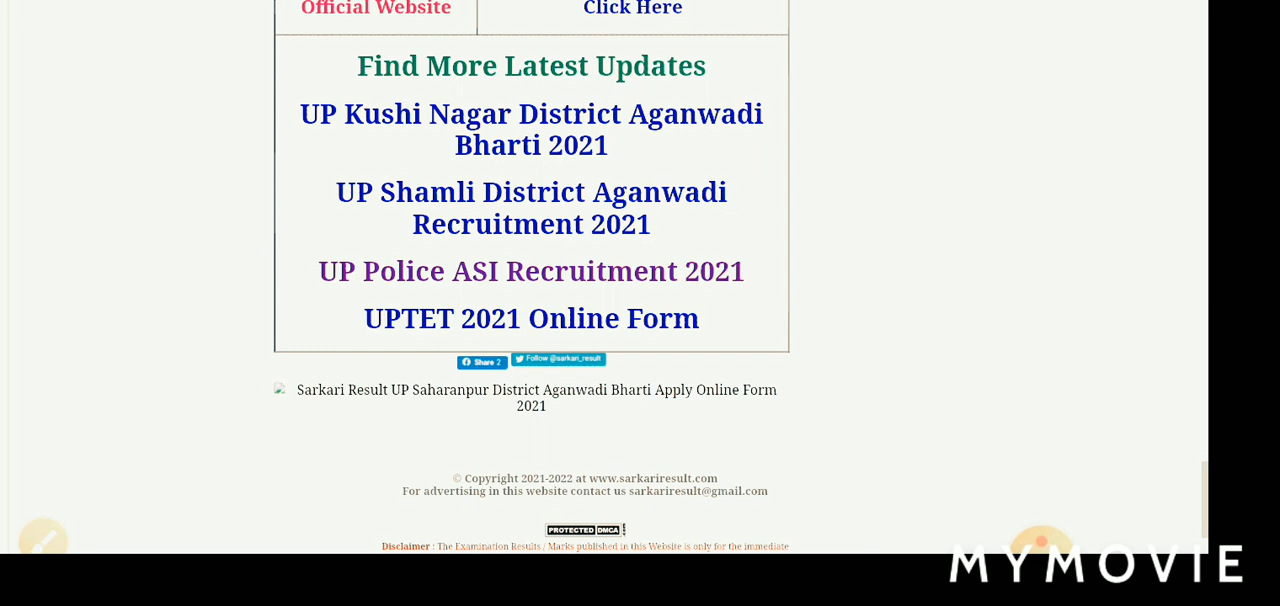 Official Website Click Here
Find More Latest Updates
UP Kushi Nagar District Aganwadi
Bharti 2021
UP Shamli District Aganwadi
Recruitment 2021
UP Police ASI Recruitment 2021
UPTET 2021 Online Form
Share 2 Follow @sarkari_result
Sarkari Result UP Saharanpur District Aganwadi Bharti Apply Online Form
2021
© Copyright 2021-2022 at www.sarkariresult.com
For advertising in this website contact us sarkariresult@gmail.com
PROTECTED DMCA
Disclaimer : The Examination Results / Marks published in this Website is only for the immediate
MYMOVIE